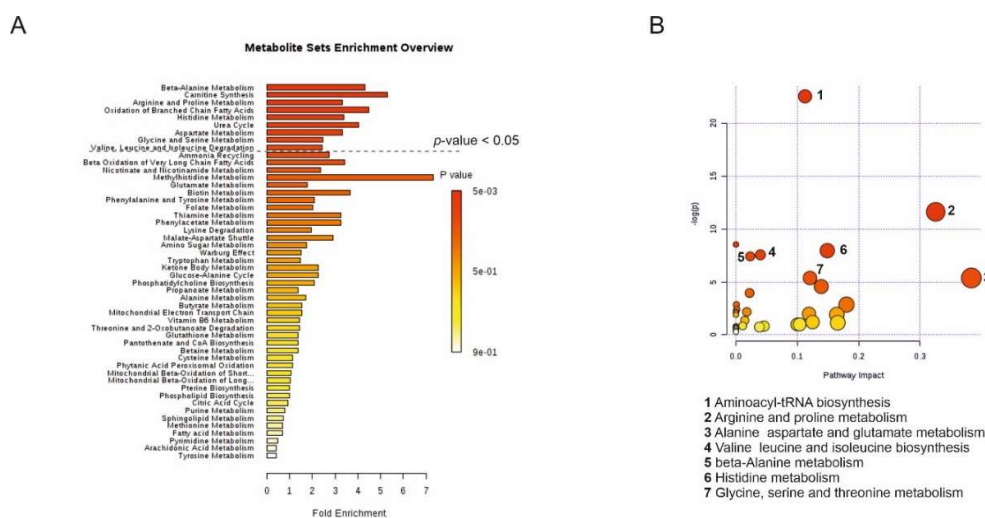 A
Metabolite Sets Enrichment Overview
Beta-Alanine Metabolism
Carnitine Synthesis
Arginine and Proline Metabolism
Oxidation of Branched Chain Fatty Acids
Histidine Metabolism
Urea Cycle
Aspartate Metabolism
Glycine and Serine Metabolism
Valine, Leucine and Isoleucine Degradation
Ammonia Recycling
Beta Oxidation of Very Long Chain Fatty Acids
Nicotinate and Nicotinamide Metabolism
Methylhistidine Metabolism
Glutamate Metabolism
Biotin Metabolism
Phenylalanine and Tyrosine Metabolism
Folate Metabolism
Thiamine Metabolism
Phenylacetate Metabolism
Lysine Degradation
Malate-Aspartate Shuttle
Amino Sugar Metabolism
Warburg Effect
Tryptophan Metabolism
Ketone Body Metabolism
Glucose-Alanine Cycle
Phosphatidylcholine Biosynthesis
Propanoate Metabolism
Alanine Metabolism
Butyrate Metabolism
Mitochondrial Electron Transport Chain
Vitamin B6 Metabolism
Threonine and 2-Oxobutanoate Degradation
Glutathione Metabolism
Pantothenate and CoA Biosynthesis
Betaine Metabolism
Cysteine Metabolism
Phytanic Acid Peroxisomal Oxidation
Mitochondrial Beta-Oxidation of Short...
Mitochondrial Beta-Oxidation of Long...
Pterine Biosynthesis
Phospholipid Biosynthesis
Citric Acid Cycle
Purine Metabolism
Sphingolipid Metabolism
Methionine Metabolism
Fatty acid Metabolism
Pyrimidine Metabolism
Arachidonic Acid Metabolism
Tyrosine Metabolism
p-value < 0.05
P value
5e-03
5e-01
9e-01
0 1 2 3 4 5 6 7
Fold Enrichment
B
-log(p)
20
15
10
5
0
1
2
3
4
5
6
7
0.0 0.1 0.2 0.3
Pathway Impact
1 Aminoacyl-tRNA biosynthesis
2 Arginine and proline metabolism
3 Alanine aspartate and glutamate metabolism
4 Valine leucine and isoleucine biosynthesis
5 beta-Alanine metabolism
6 Histidine metabolism
7 Glycine, serine and threonine metabolism